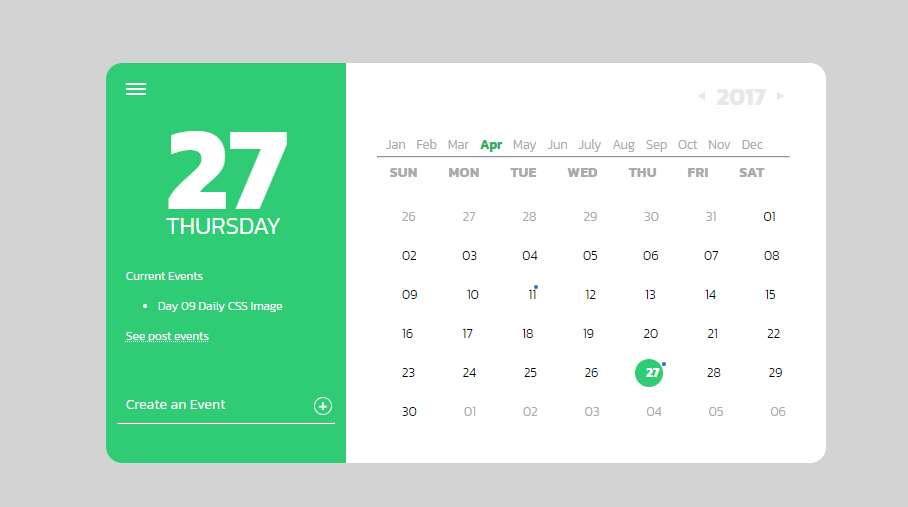 27
THURSDAY
Current Events
• Day 09 Daily CSS Image
See post events
Create an Event
◄ 2017 ►
Jan Feb Mar Apr May Jun July Aug Sep Oct Nov Dec
SUN MON TUE WED THU FRI SAT
26 27 28 29 30 31 01
02 03 04 05 06 07 08
09 10 11 12 13 14 15
16 17 18 19 20 21 22
23 24 25 26 27 28 29
30 01 02 03 04 05 06